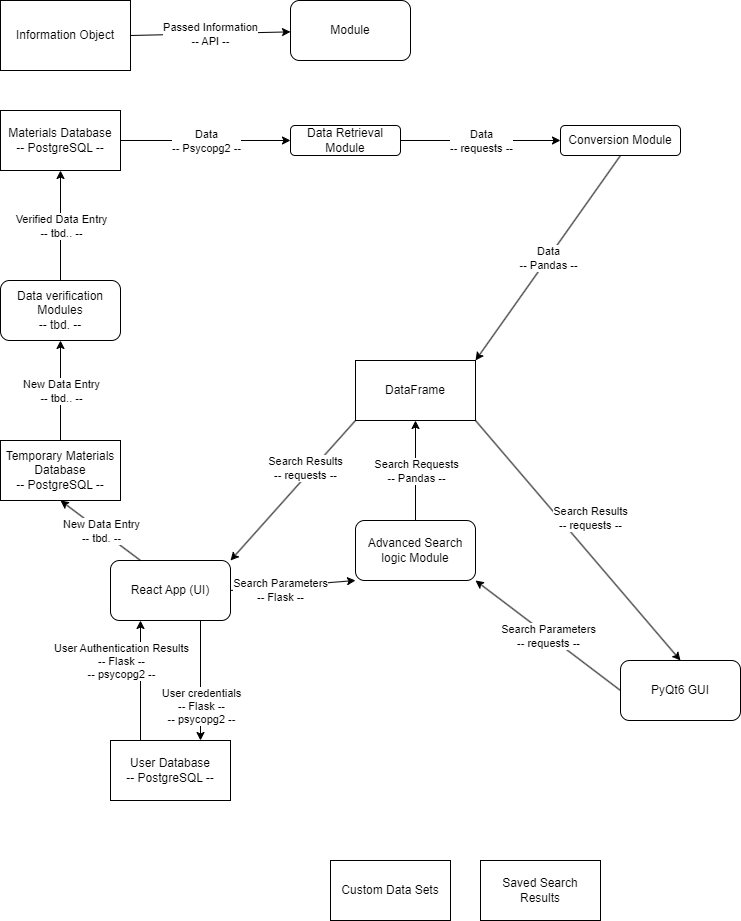 Information Object
Passed Information
-- API --
Module
Materials Database
-- PostgreSQL --
Data
-- Psycopg2 --
Data Retrieval
Module
Data
-- requests --
Conversion Module
Verified Data Entry
-- tbd.. --
Data
-- Pandas --
Data verification
Modules
-- tbd. --
New Data Entry
-- tbd.. --
DataFrame
Temporary Materials
Database
-- PostgreSQL --
Search Results
-- requests --
Search Requests
-- Pandas --
Search Results
-- requests --
New Data Entry
-- tbd. --
Advanced Search
logic Module
React App (UI)
Search Parameters
-- Flask --
Search Parameters
-- requests --
User Authentication Results
-- Flask --
-- psycopg2 --
User credentials
-- Flask --
-- psycopg2 --
PyQt6 GUI
User Database
-- PostgreSQL --
Custom Data Sets
Saved Search
Results